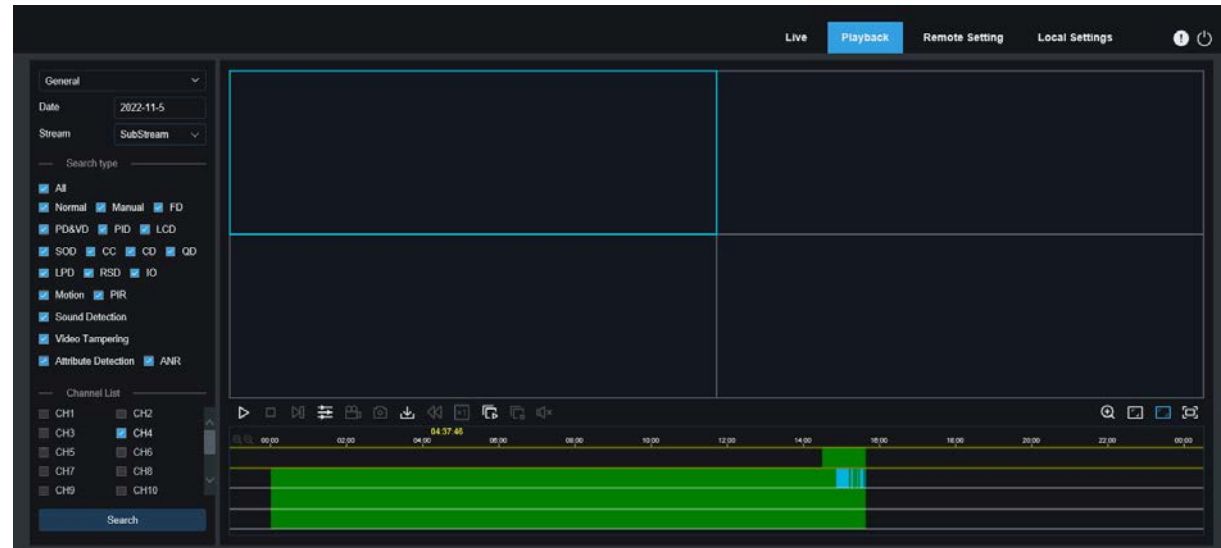 Live Playback Remote Setting Local Settings
General
Date 2022-11-5
Stream SubStream
Search type
All
Normal Manual FD
PD&VD PID LCD
SOD CC CD QD
LPD RSD IO
Motion PIR
Sound Detection
Video Tampering
Attribute Detection ANR
Channel List
CH1 CH2
CH3 CH4
CH5 CH6
CH7 CH8
CH9 CH10
Search
04:37:46
00:00 02:00 04:00 06:00 08:00 10:00 12:00 14:00 16:00 18:00 20:00 22:00 00:00